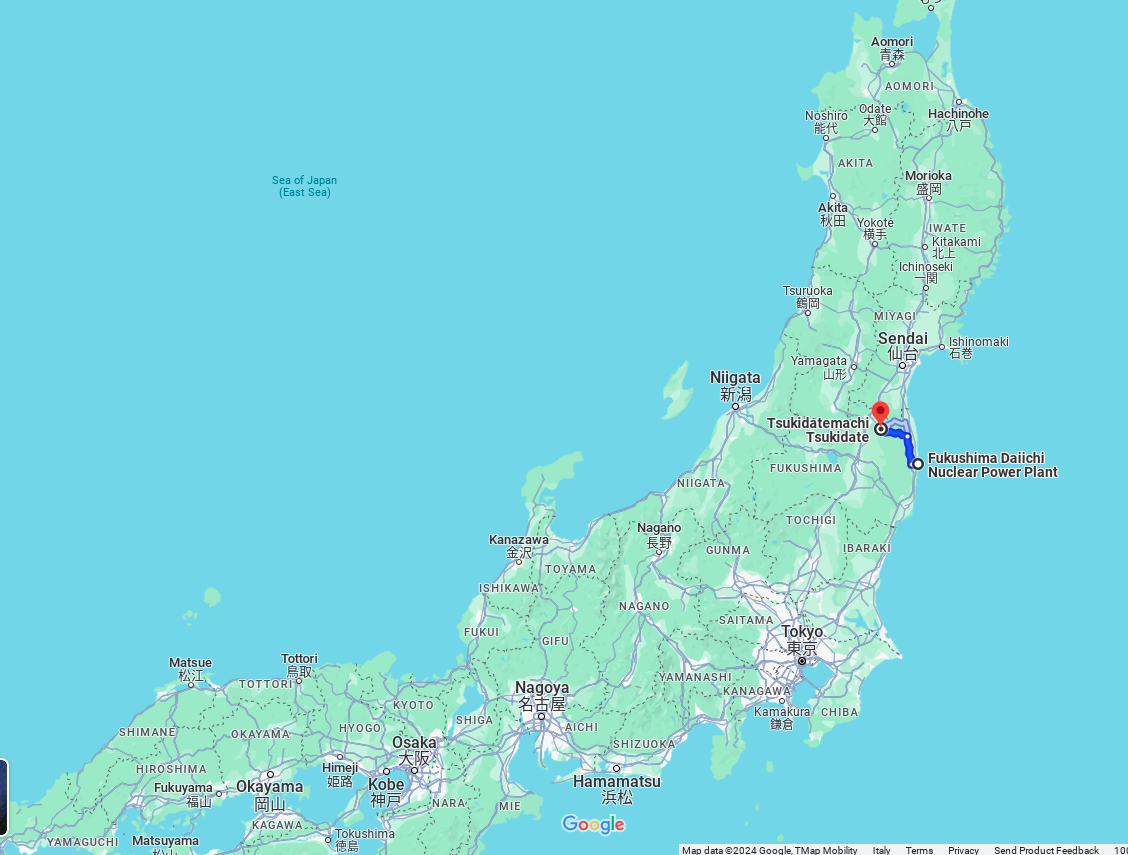 Aomori
青森
AOMORI
Hachinohe
八戸
Odate
大館
Noshiro
能代
AKITA
Morioka
盛岡
Akita
秋田
Yokote
横手
IWATE
Kitakami
北上
Ichinoseki
一関
Sea of Japan
(East Sea)
Tsuruoka
鶴岡
MIYAGI
Sendai
仙台
Ishinomaki
石巻
Yamagata
山形
Niigata
新潟
Tsukidatemachi
Tsukidate
Fukushima Daiichi
Nuclear Power Plant
FUKUSHIMA
NIIGATA
TOCHIGI
Nagano
長野
Kanazawa
金沢
GUNMA
IBARAKI
TOYAMA
ISHIKAWA
NAGANO
SAITAMA
FUKUI
GIFU
Tokyo
東京
Matsue
松江
Tottori
鳥取
TOTTORI
YAMANASHI
KANAGAWA
Nagoya
名古屋
KYOTO
Kamakura
鎌倉
CHIBA
SHIGA
AICHI
SHIMANE
OKAYAMA
HYOGO
Osaka
大阪
SHIZUOKA
HIROSHIMA
Himeji
姫路
Hamamatsu
浜松
Fukuyama
福山
Okayama
岡山
Kobe
神戸
NARA
MIE
KAGAWA
Tokushima
徳島
YAMAGUCHI
Matsuyama
Google
Map data ©2024 Google, TMap Mobility Italy Terms Privacy Send Product Feedback